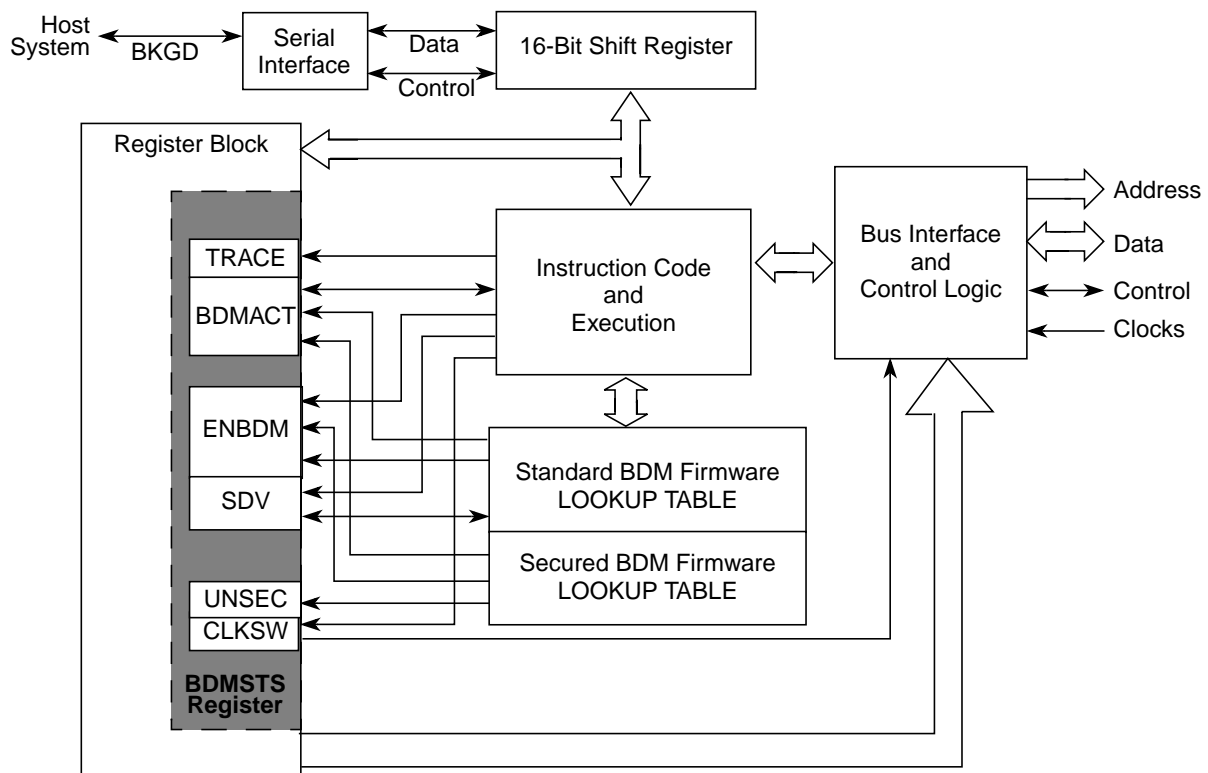 Host
System
BKGD
Serial
Interface
Data
Control
16-Bit Shift Register
Register Block
TRACE
BDMACT
ENBDM
SDV
UNSEC
CLKSW
BDMSTS
Register
Instruction Code
and
Execution
Standard BDM Firmware
LOOKUP TABLE
Secured BDM Firmware
LOOKUP TABLE
Bus Interface
and
Control Logic
Address
Data
Control
Clocks